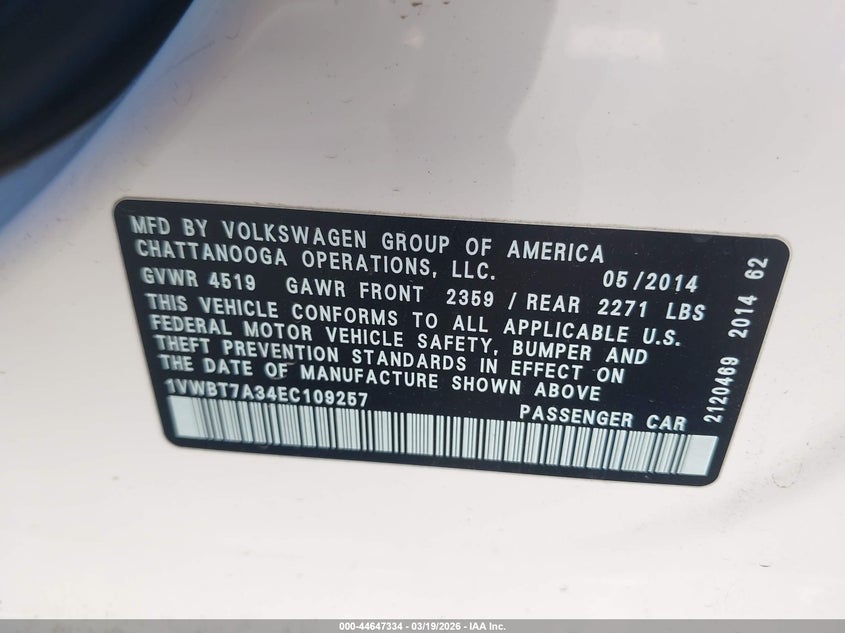 MFD BY VOLKSWAGEN GROUP OF AMERICA
CHATTANOOGA OPERATIONS, LLC. 05/2014
GVWR 4519 GAWR FRONT 2359 / REAR 2271 LBS
THIS VEHICLE CONFORMS TO ALL APPLICABLE U.S.
FEDERAL MOTOR VEHICLE SAFETY, BUMPER AND
THEFT PREVENTION STANDARDS IN EFFECT ON
THE DATE OF MANUFACTURE SHOWN ABOVE
1VWBT7A34EC109257 PASSENGER CAR
2120469 2014 62
000-44647334 — 03/19/2026 — IAA Inc.